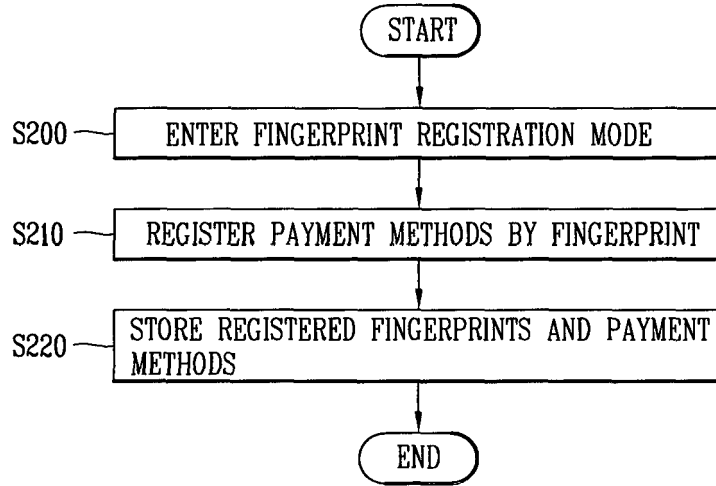 START
S200
ENTER FINGERPRINT REGISTRATION MODE
S210
REGISTER PAYMENT METHODS BY FINGERPRINT
S220
STORE REGISTERED FINGERPRINTS AND PAYMENT
METHODS
END